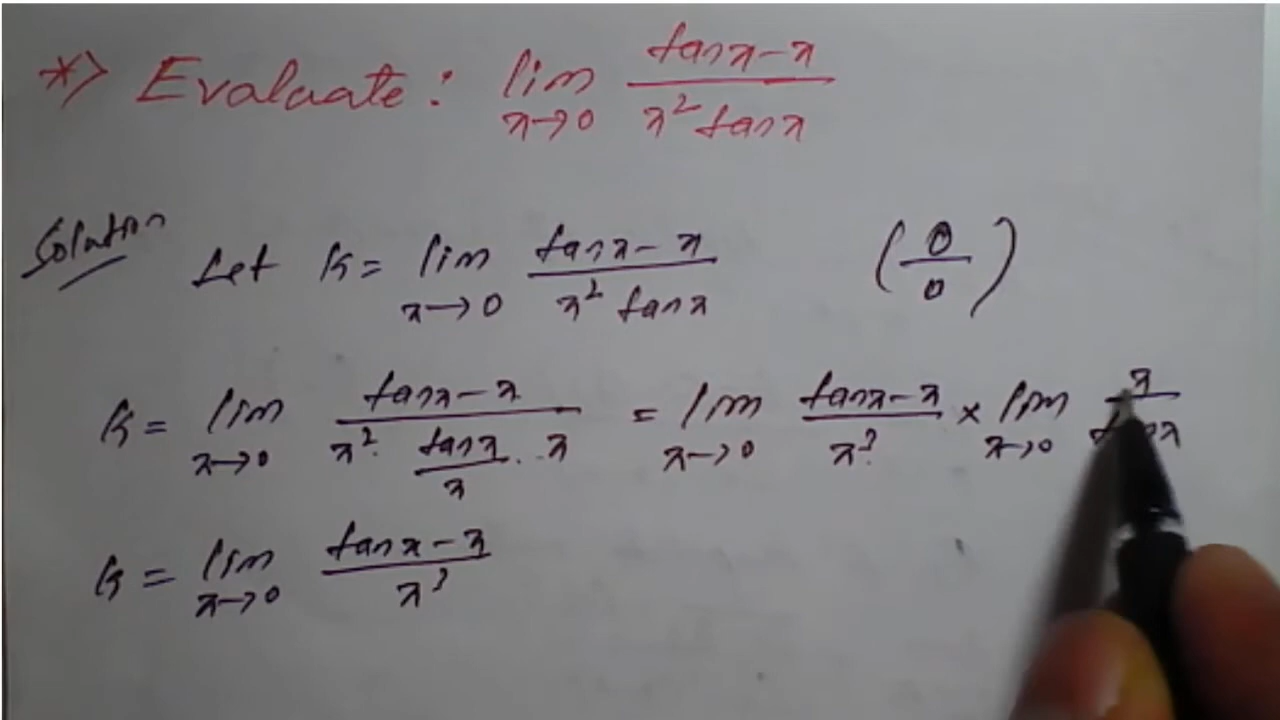 *) Evaluate: lim x→0 (tanx-x)/(x² tanx)
Solution
Let k = lim x→0 (tanx-x)/(x² tanx) (0/0)
k = lim x→0 (tanx-x)/(x². (tanx/x) . x) = lim x→0 (tanx-x)/x³ × lim x→0 x/tanx
k = lim x→0 (tanx-x)/x³